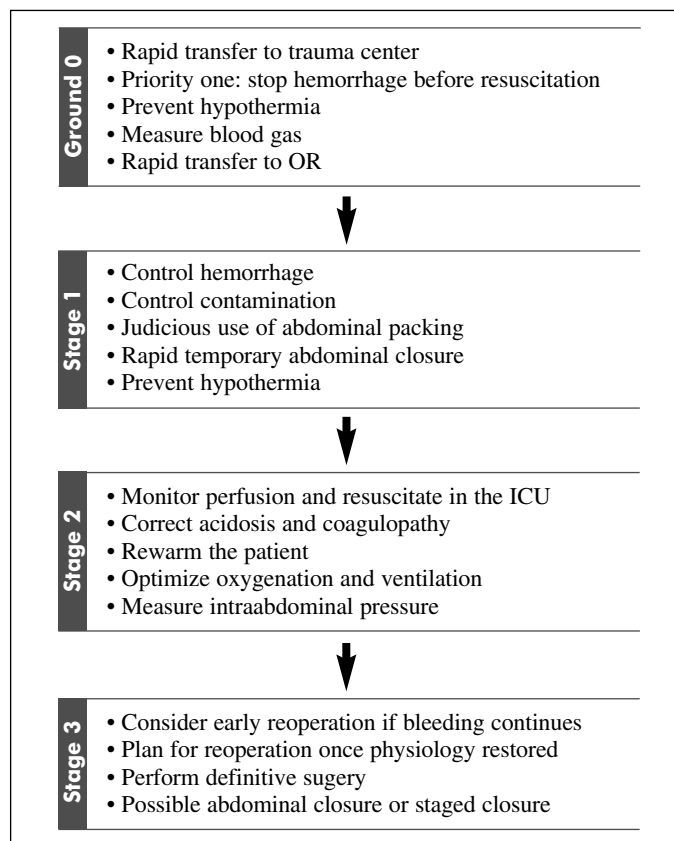 Ground 0
• Rapid transfer to trauma center
• Priority one: stop hemorrhage before resuscitation
• Prevent hypothermia
• Measure blood gas
• Rapid transfer to OR
Stage 1
• Control hemorrhage
• Control contamination
• Judicious use of abdominal packing
• Rapid temporary abdominal closure
• Prevent hypothermia
Stage 2
• Monitor perfusion and resuscitate in the ICU
• Correct acidosis and coagulopathy
• Rewarm the patient
• Optimize oxygenation and ventilation
• Measure intraabdominal pressure
Stage 3
• Consider early reoperation if bleeding continues
• Plan for reoperation once physiology restored
• Perform definitive sugery
• Possible abdominal closure or staged closure